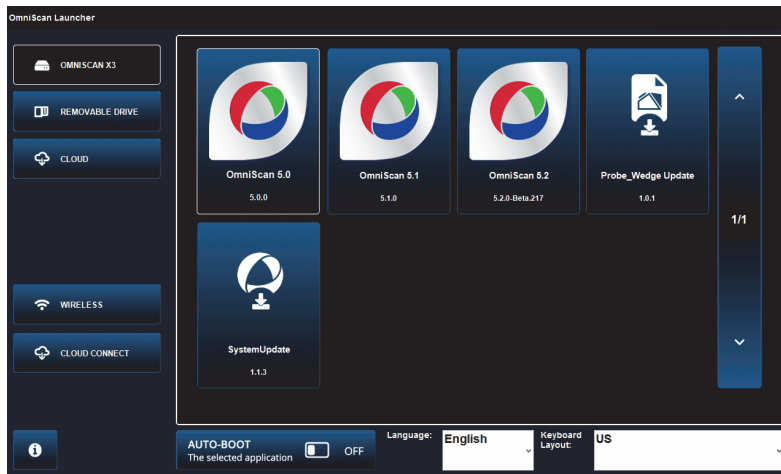 OmniScan Launcher
OMNISCAN X3
REMOVABLE DRIVE
CLOUD
WIRELESS
CLOUD CONNECT
OmniScan 5.0
5.0.0
OmniScan 5.1
5.1.0
OmniScan 5.2
5.2.0-Beta.217
Probe_Wedge Update
1.0.1
SystemUpdate
1.1.3
1/1
AUTO-BOOT
The selected application
OFF
Language:
English
Keyboard
Layout:
US